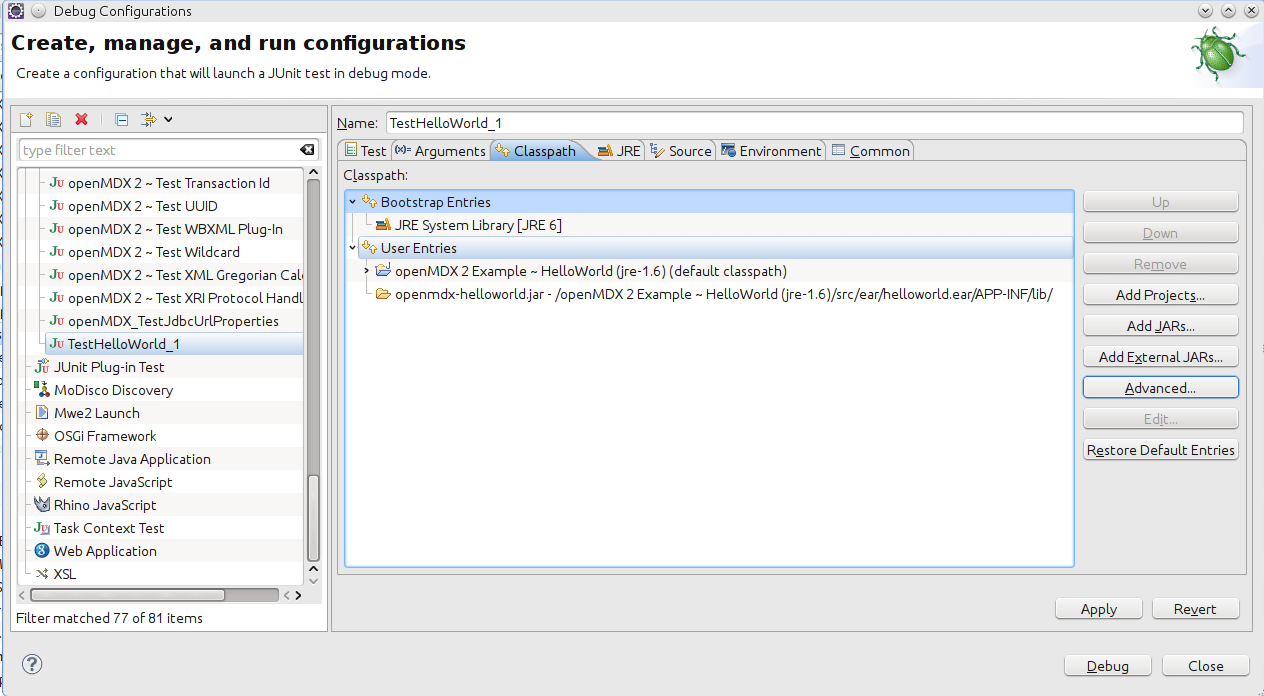 Debug Configurations
Create, manage, and run configurations
Create a configuration that will launch a JUnit test in debug mode.
type filter text
openMDX 2 ~ Test Transaction Id
openMDX 2 ~ Test UUID
openMDX 2 ~ Test WBXML Plug-In
openMDX 2 ~ Test Wildcard
openMDX 2 ~ Test XML Gregorian Cale
openMDX 2 ~ Test XRI Protocol Handl
openMDX_TestJdbcUrlProperties
TestHelloWorld_1
JUnit Plug-in Test
MoDisco Discovery
Mwe2 Launch
OSGi Framework
Remote Java Application
Remote JavaScript
Rhino JavaScript
Task Context Test
Web Application
XSL
Filter matched 77 of 81 items
Name: TestHelloWorld_1
Test Arguments Classpath JRE Source Environment Common
Classpath:
Bootstrap Entries
JRE System Library [JRE 6]
User Entries
openMDX 2 Example ~ HelloWorld (jre-1.6) (default classpath)
openmdx-helloworld.jar - /openMDX 2 Example ~ HelloWorld (jre-1.6)/src/ear/helloworld.ear/APP-INF/lib/
Up
Down
Remove
Add Projects...
Add JARs...
Add External JARs...
Advanced...
Edit...
Restore Default Entries
Apply Revert
Debug Close